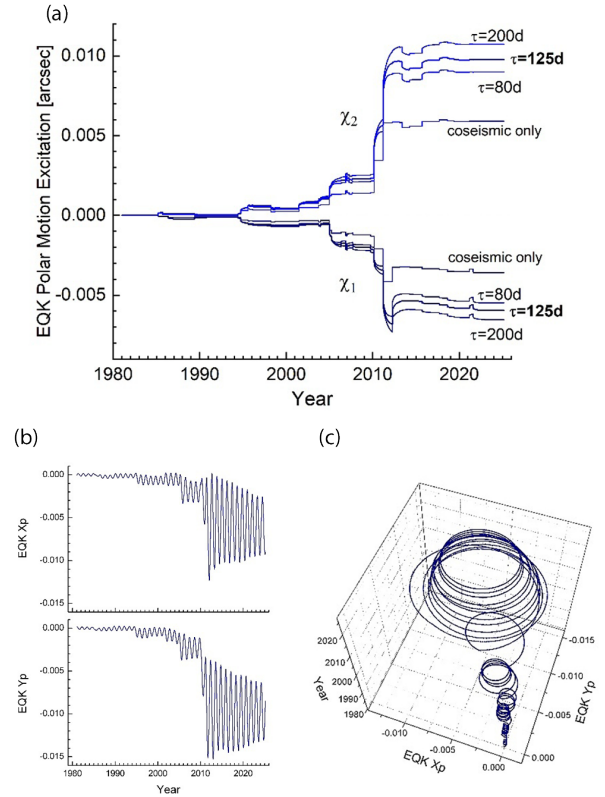 (a)
0.010
0.005
0.000
-0.005
EQK Polar Motion Excitation [arcsec]
τ=200d
τ=125d
τ=80d
χ2
coseismic only
coseismic only
χ1
τ=80d
τ=125d
τ=200d
1980 1990 2000 2010 2020
Year
(b)
0.000
-0.005
-0.010
-0.015
EQK Xp
0.000
-0.005
-0.010
-0.015
EQK Yp
1980 1990 2000 2010 2020
Year
(c)
2020
2010
2000
1990
1980
Year
-0.010
-0.005
0.000
EQK Xp
-0.015
-0.010
-0.005
0.000
EQK Yp